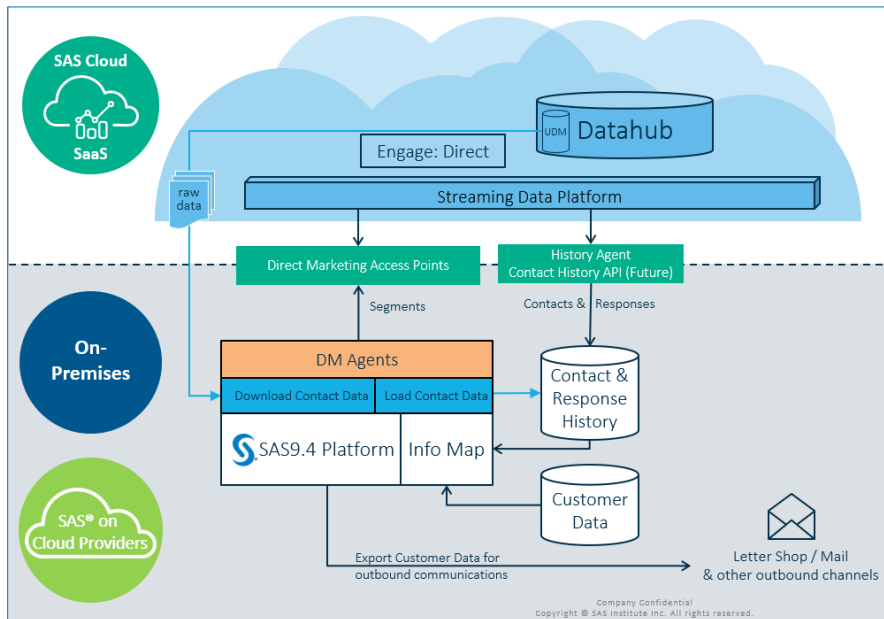 SAS Cloud
SaaS
UDM
Datahub
Engage: Direct
raw
data
Streaming Data Platform
Direct Marketing Access Points
History Agent
Contact History API (Future)
Segments
Contacts & Responses
On-
Premises
DM Agents
Download Contact Data
Load Contact Data
Contact &
Response
History
SAS9.4 Platform
Info Map
Customer
Data
SAS® on
Cloud Providers
Export Customer Data for
outbound communications
Letter Shop / Mail
& other outbound channels
Company Confidential
Copyright © SAS Institute Inc. All rights reserved.